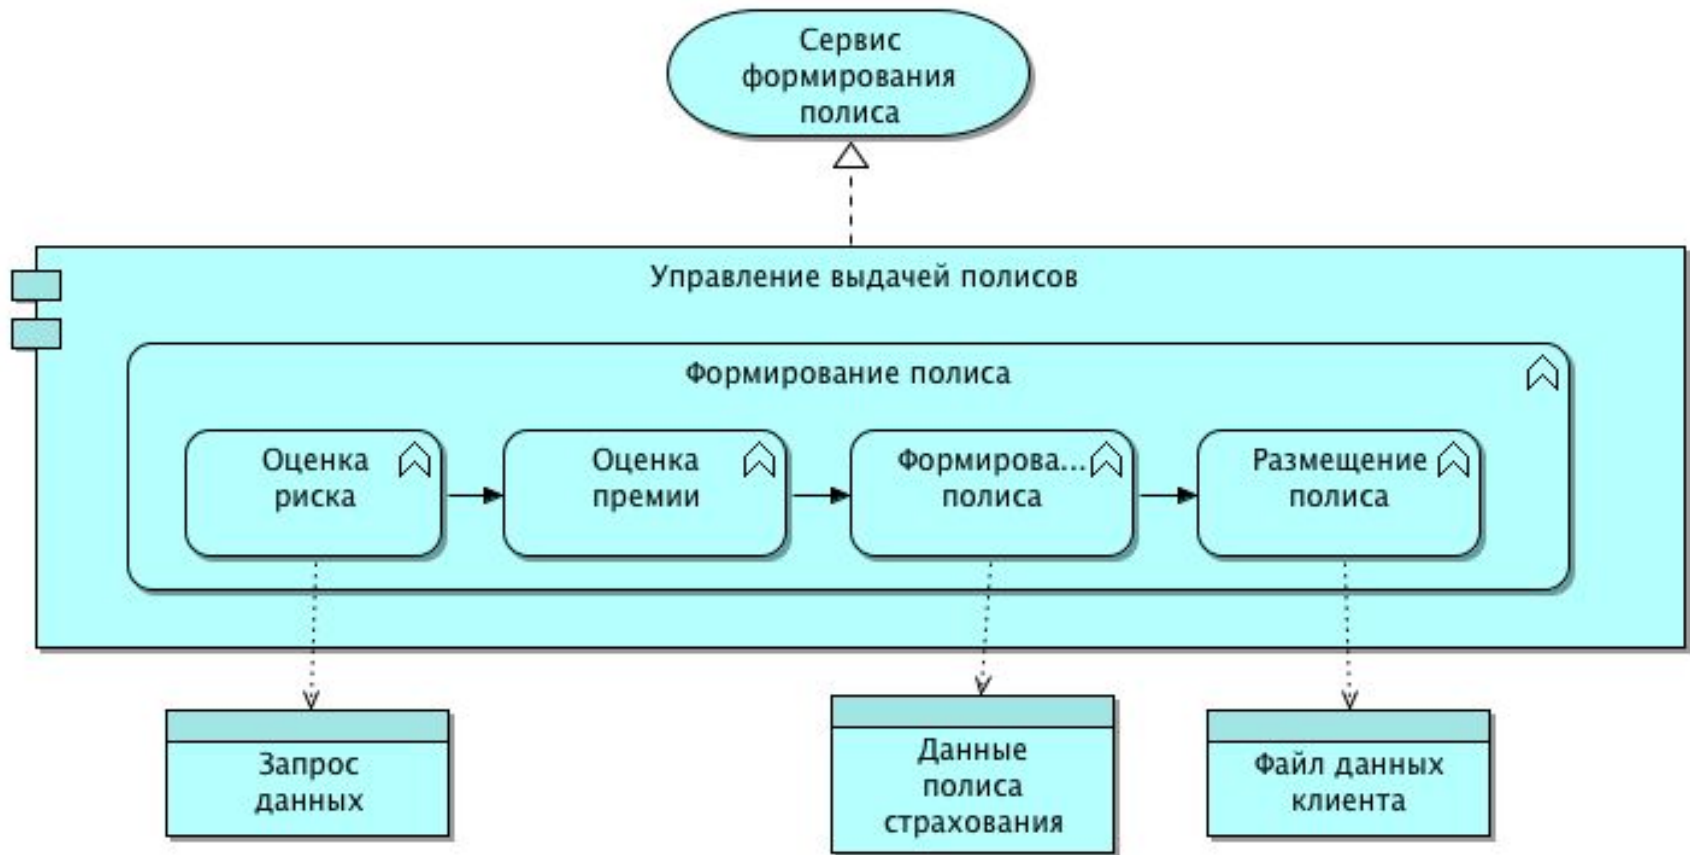 Сервис
формирования
полиса
Управление выдачей полисов
Формирование полиса
Оценка
риска
Оценка
премии
Формирова...
полиса
Размещение
полиса
Запрос
данных
Данные
полиса
страхования
Файл данных
клиента